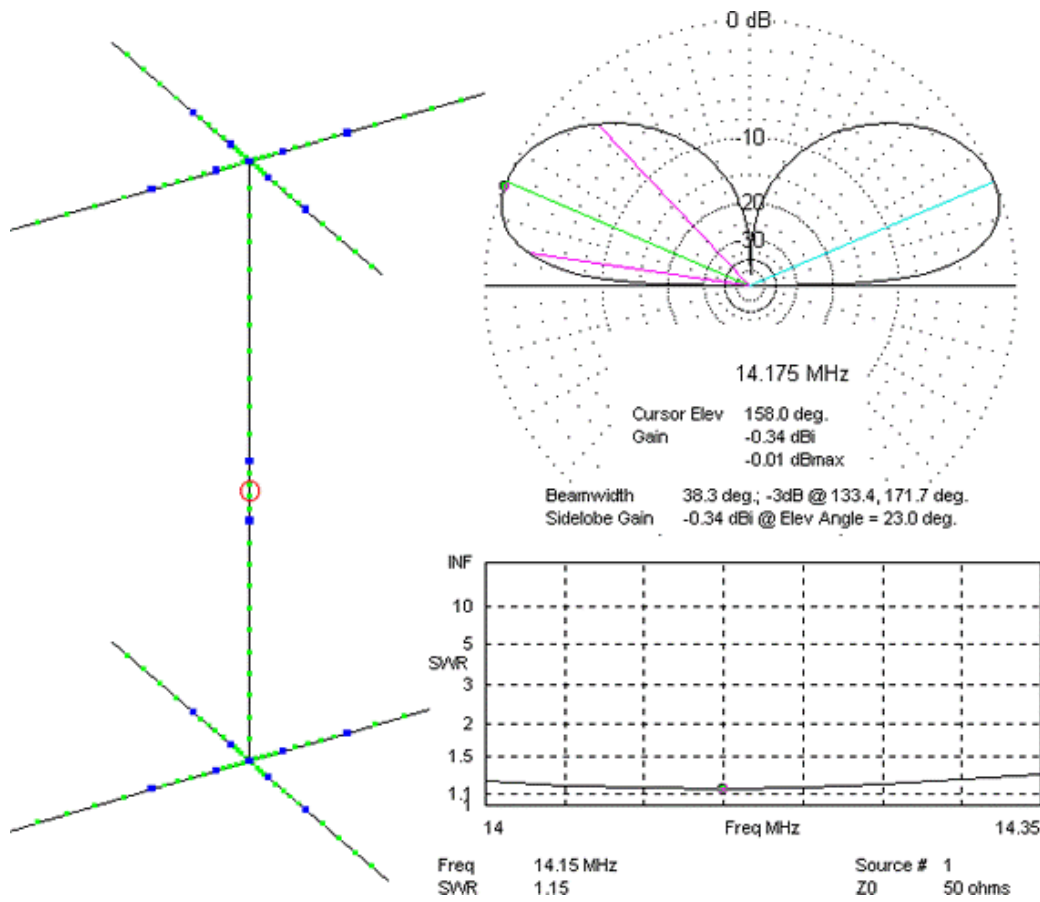 0 dB
-10
-20
-30
14.175 MHz
Cursor Elev 158.0 deg.
Gain -0.34 dBi
-0.01 dBmax
Beamwidth 38.3 deg.; -3dB @ 133.4, 171.7 deg.
Sidelobe Gain -0.34 dBi @ Elev Angle = 23.0 deg.
INF
10
5
SWR
3
2
1.5
1.1
1
14 Freq MHz 14.35
Freq 14.15 MHz Source # 1
SWR 1.15 Z0 50 ohms